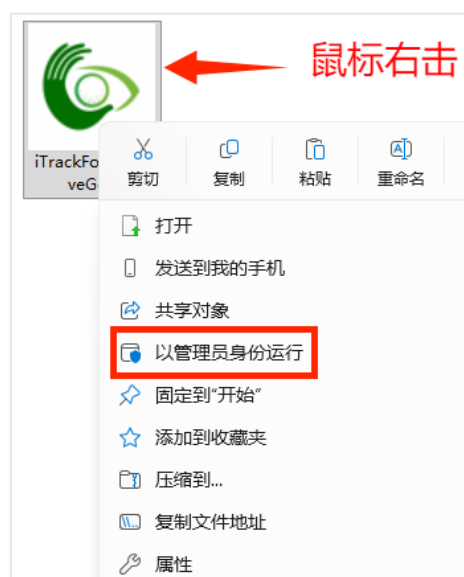 鼠标右击
iTrackFo
veG
剪切
复制
粘贴
重命名
打开
发送到我的手机
共享对象
以管理员身份运行
固定到"开始"
添加到收藏夹
压缩到...
复制文件地址
属性